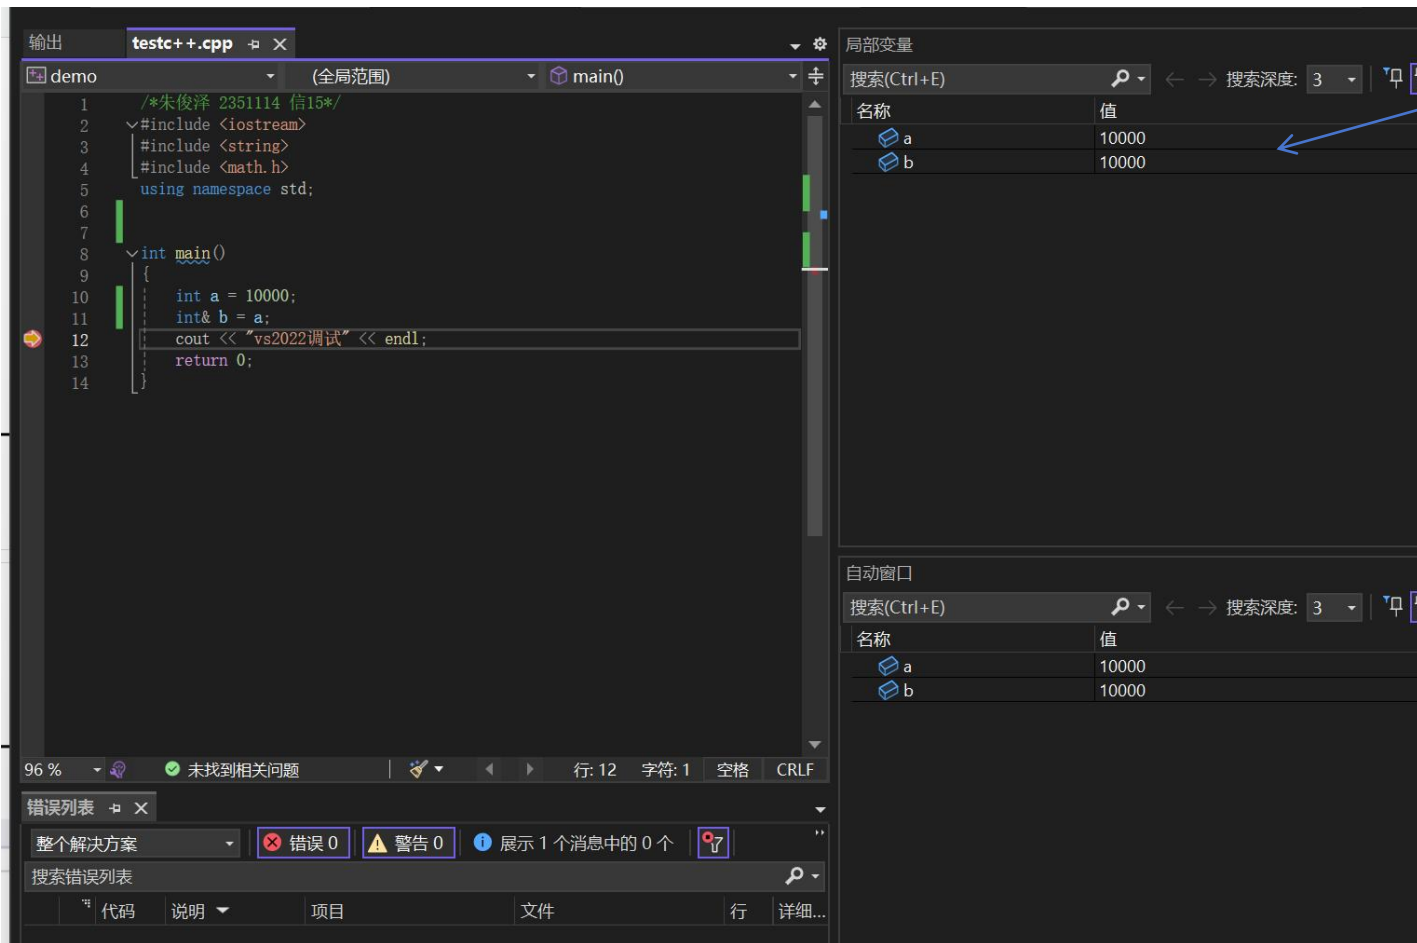 输出
testc++.cpp
demo
(全局范围)
main()
1 /*朱俊泽 2351114 信15*/
2 #include <iostream>
3 #include <string>
4 #include <math.h>
5 using namespace std;
6
7
8 int main()
9 {
10 int a = 10000;
11 int& b = a;
12 cout << "vs2022调试" << endl;
13 return 0;
14 }
96 %
未找到相关问题
行: 12 字符: 1 空格 CRLF
错误列表
整个解决方案
错误 0
警告 0
展示 1 个消息中的 0 个
搜索错误列表
代码 说明 项目 文件 行 详细...
局部变量
搜索(Ctrl+E)
搜索深度: 3
名称 值
a 10000
b 10000
自动窗口
搜索(Ctrl+E)
搜索深度: 3
名称 值
a 10000
b 10000